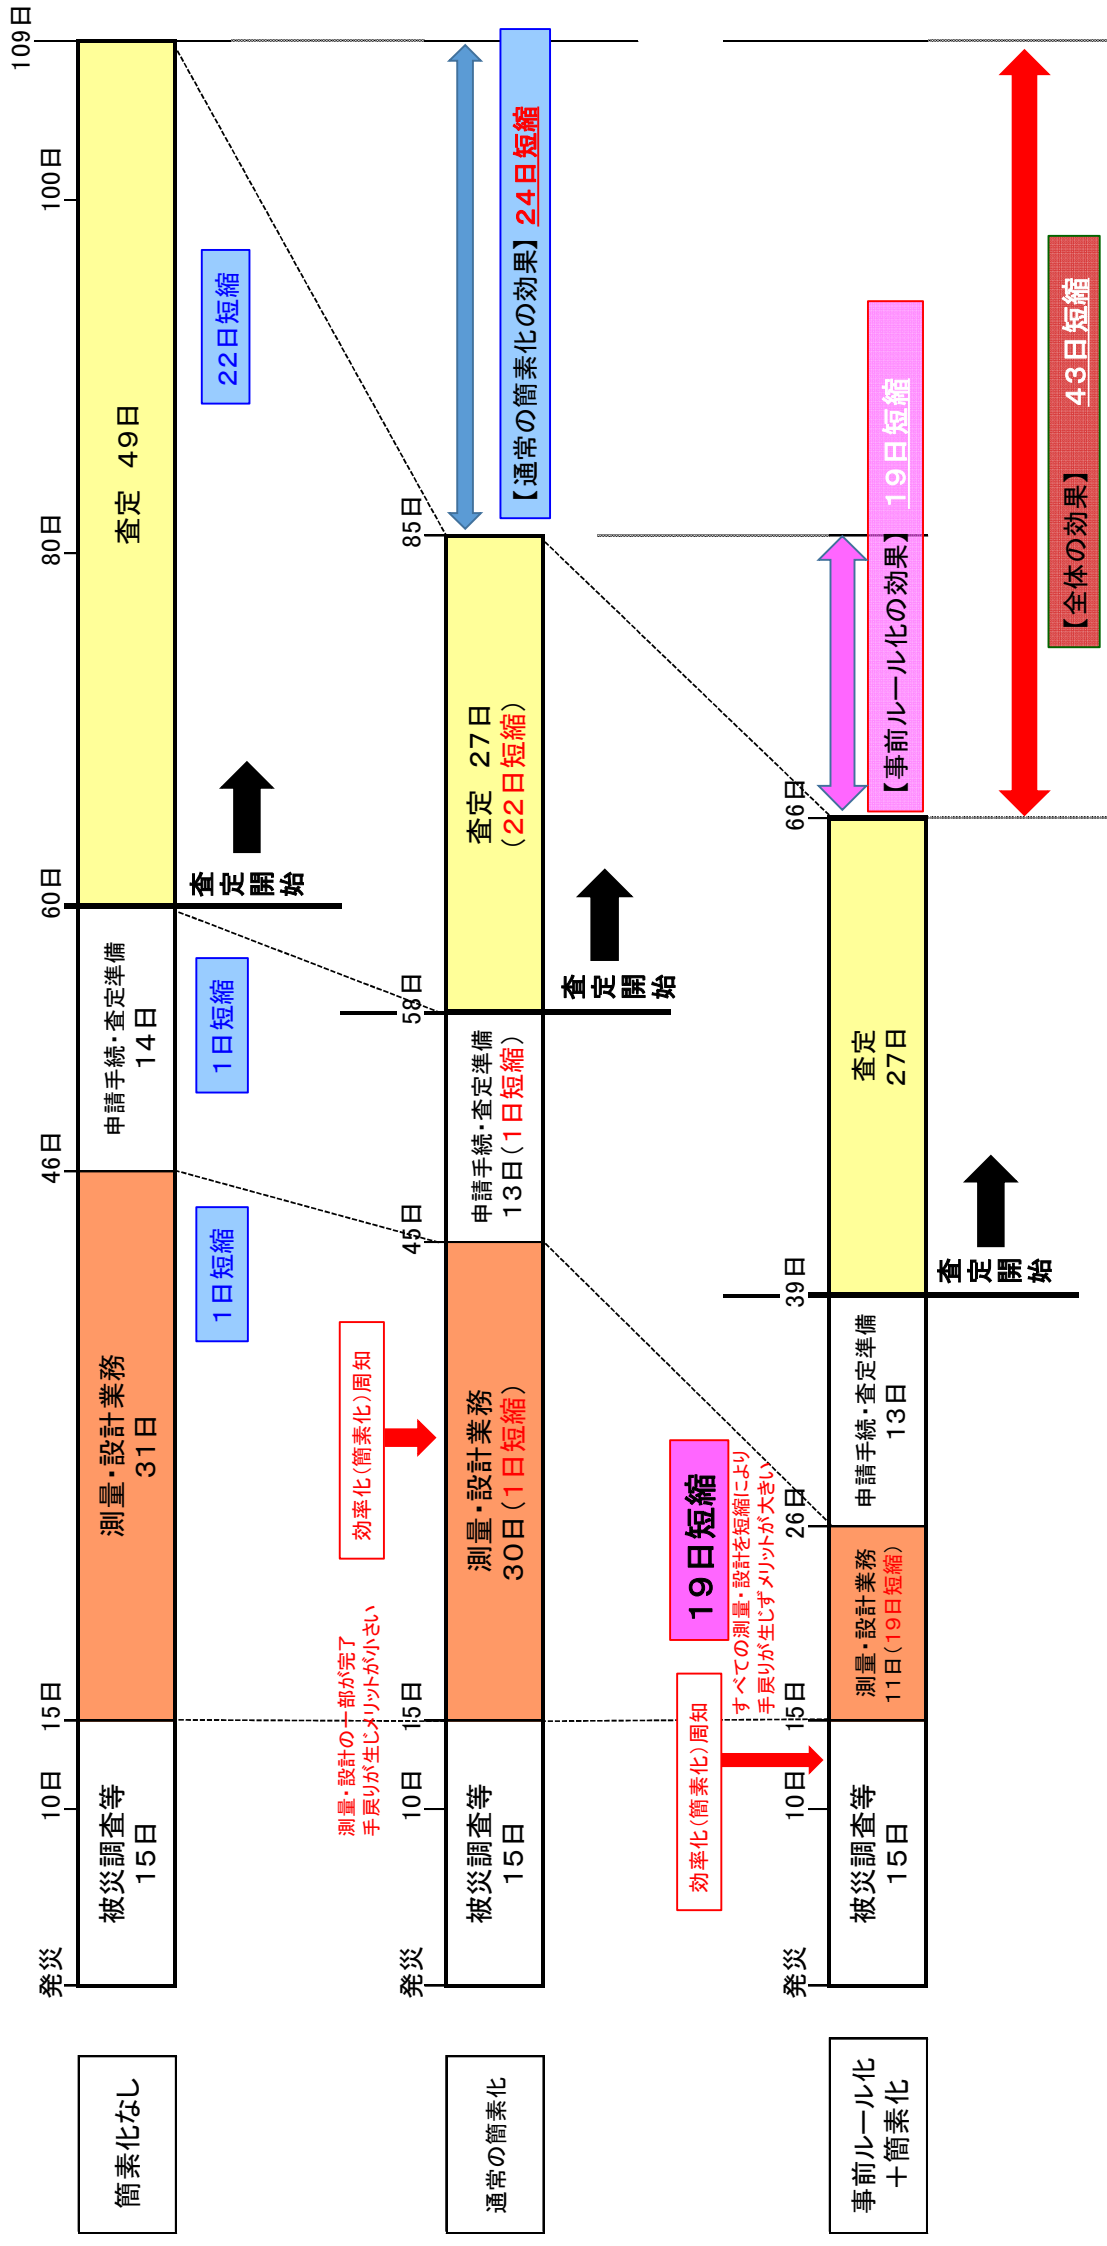 簡素化なし
発災
10日
15日
46日
60日
80日
100日
109日
被災調査等
15日
測量・設計業務
31日
申請手続・査定準備
14日
査定 49日
1日短縮
1日短縮
査定開始
22日短縮
測量・設計の一部が完了
手戻りが生じメリットが小さい
効率化(簡素化)周知
通常の簡素化
発災
10日
15日
45日
58日
85日
被災調査等
15日
測量・設計業務
30日(1日短縮)
申請手続・査定準備
13日(1日短縮)
査定 27日
(22日短縮)
査定開始
【通常の簡素化の効果】24日短縮
効率化(簡素化)周知
19日短縮
すべての測量・設計を短縮により
手戻りが生じずメリットが大きい
事前ルール化
+簡素化
発災
10日
15日
26日
39日
66日
被災調査等
15日
測量・設計業務
11日(19日短縮)
申請手続・査定準備
13日
査定
27日
査定開始
【事前ルール化の効果】 19日短縮
【全体の効果】 43日短縮